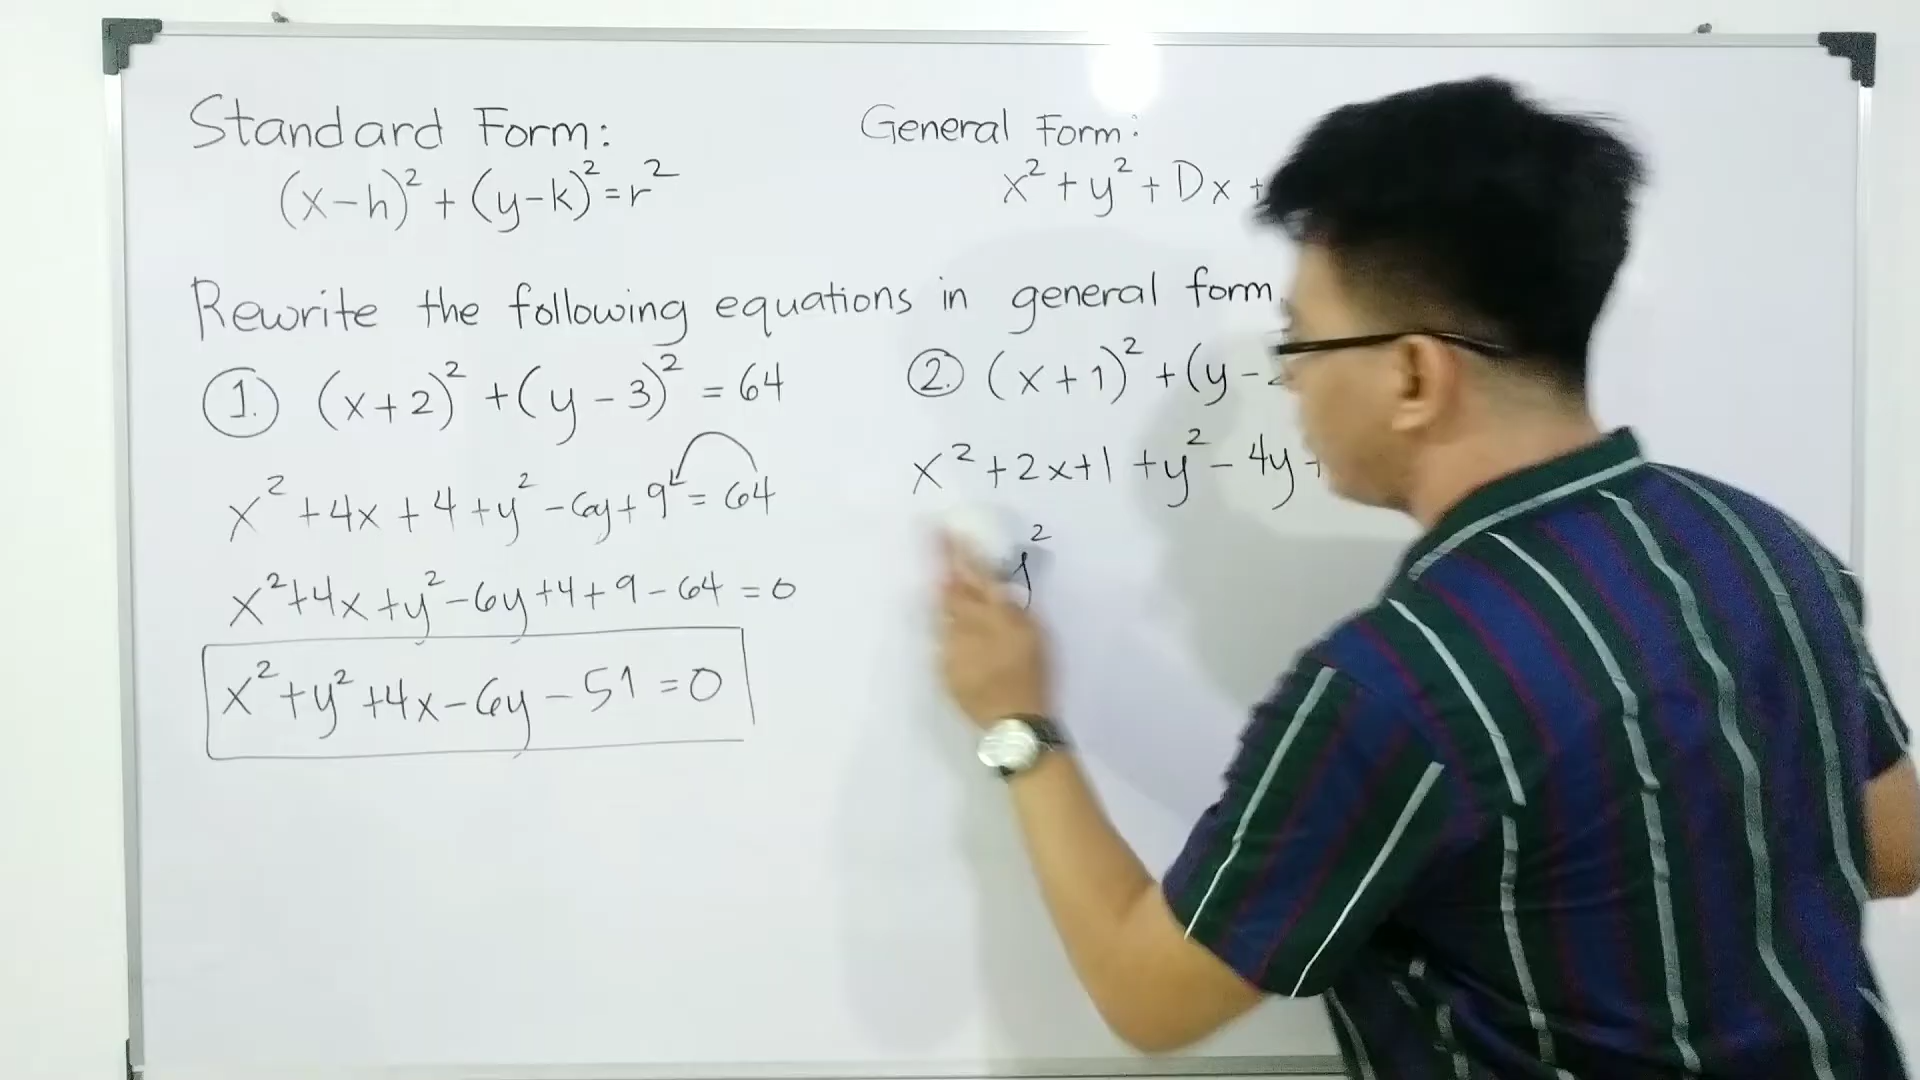 Standard Form:
(x-h)² + (y-k)² = r²
General Form:
x² + y² + Dx +
Rewrite the following equations in general form.
1. (x+2)² + (y-3)² = 64
x² + 4x + 4 + y² - 6y + 9 = 64
x² + 4x + y² - 6y + 4 + 9 - 64 = 0
x² + y² + 4x - 6y - 51 = 0
2. (x+1)² + (y -
x² + 2x + 1 + y² - 4y +
y²